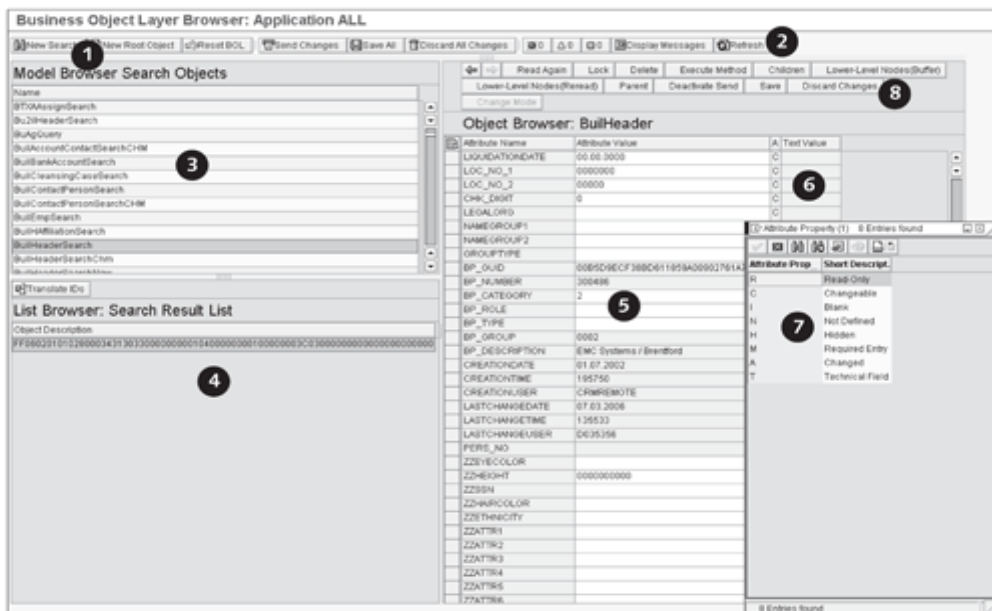 Business Object Layer Browser: Application ALL
New Search New Root Object Reset BOL Send Changes Save All Discard All Changes 0 0 0 Display Messages Refresh
1
2
Model Browser Search Objects
Name
BTXAssignSearch
BuAgQuery
BuilAccountContactSearchCHM
BuilBankAccountSearch
BuilCleansingCaseSearch
BuilContactPersonSearch
BuilContactPersonSearchCHM
BuilEmpSearch
BuilHAffiliationSearch
BuilHeaderSearch
BuilHeaderSearchChm
BuilHeaderSearchNew
3
Translate IDs
List Browser: Search Result List
Object Description
4
Read Again Lock Delete Execute Method Children Lower-Level Nodes(Buffer)
Lower-Level Nodes(Reread) Parent Deactivate Send Save Discard Changes
Change Mode
8
Object Browser: BuilHeader
Attribute Name Attribute Value A Text Value
LIQUIDATIONDATE 00.00.0000 C
LOC_NO_1 0000000 C
LOC_NO_2 00000 C
CHK_DIGIT 0 C
LEGALORG C
NAMEGROUP1
NAMEGROUP2
GROUPTYPE
BP_GUID
BP_NUMBER 300486
BP_CATEGORY 2
BP_ROLE
BP_TYPE
BP_GROUP 0002
BP_DESCRIPTION EMC Systems / Brentford
CREATIONDATE 01.07.2002
CREATIONTIME 195750
CREATIONUSER CRMREMOTE
LASTCHANGEDATE 07.03.2006
LASTCHANGETIME 135533
LASTCHANGEUSER D035356
PERS_NO
ZZEYECOLOR
ZZHEIGHT 0000000000
ZZSSN
ZZHAIRCOLOR
ZZETHNICITY
ZZATTR1
ZZATTR2
ZZATTR3
ZZATTR4
ZZATTR5
ZZATTR6
5
6
Attribute Property (1) 8 Entries found
Attribute Prop... Short Descript...
R Read-Only
C Changeable
I Blank
N Not Defined
H Hidden
M Required Entry
A Changed
T Technical Field
7
8 Entries found